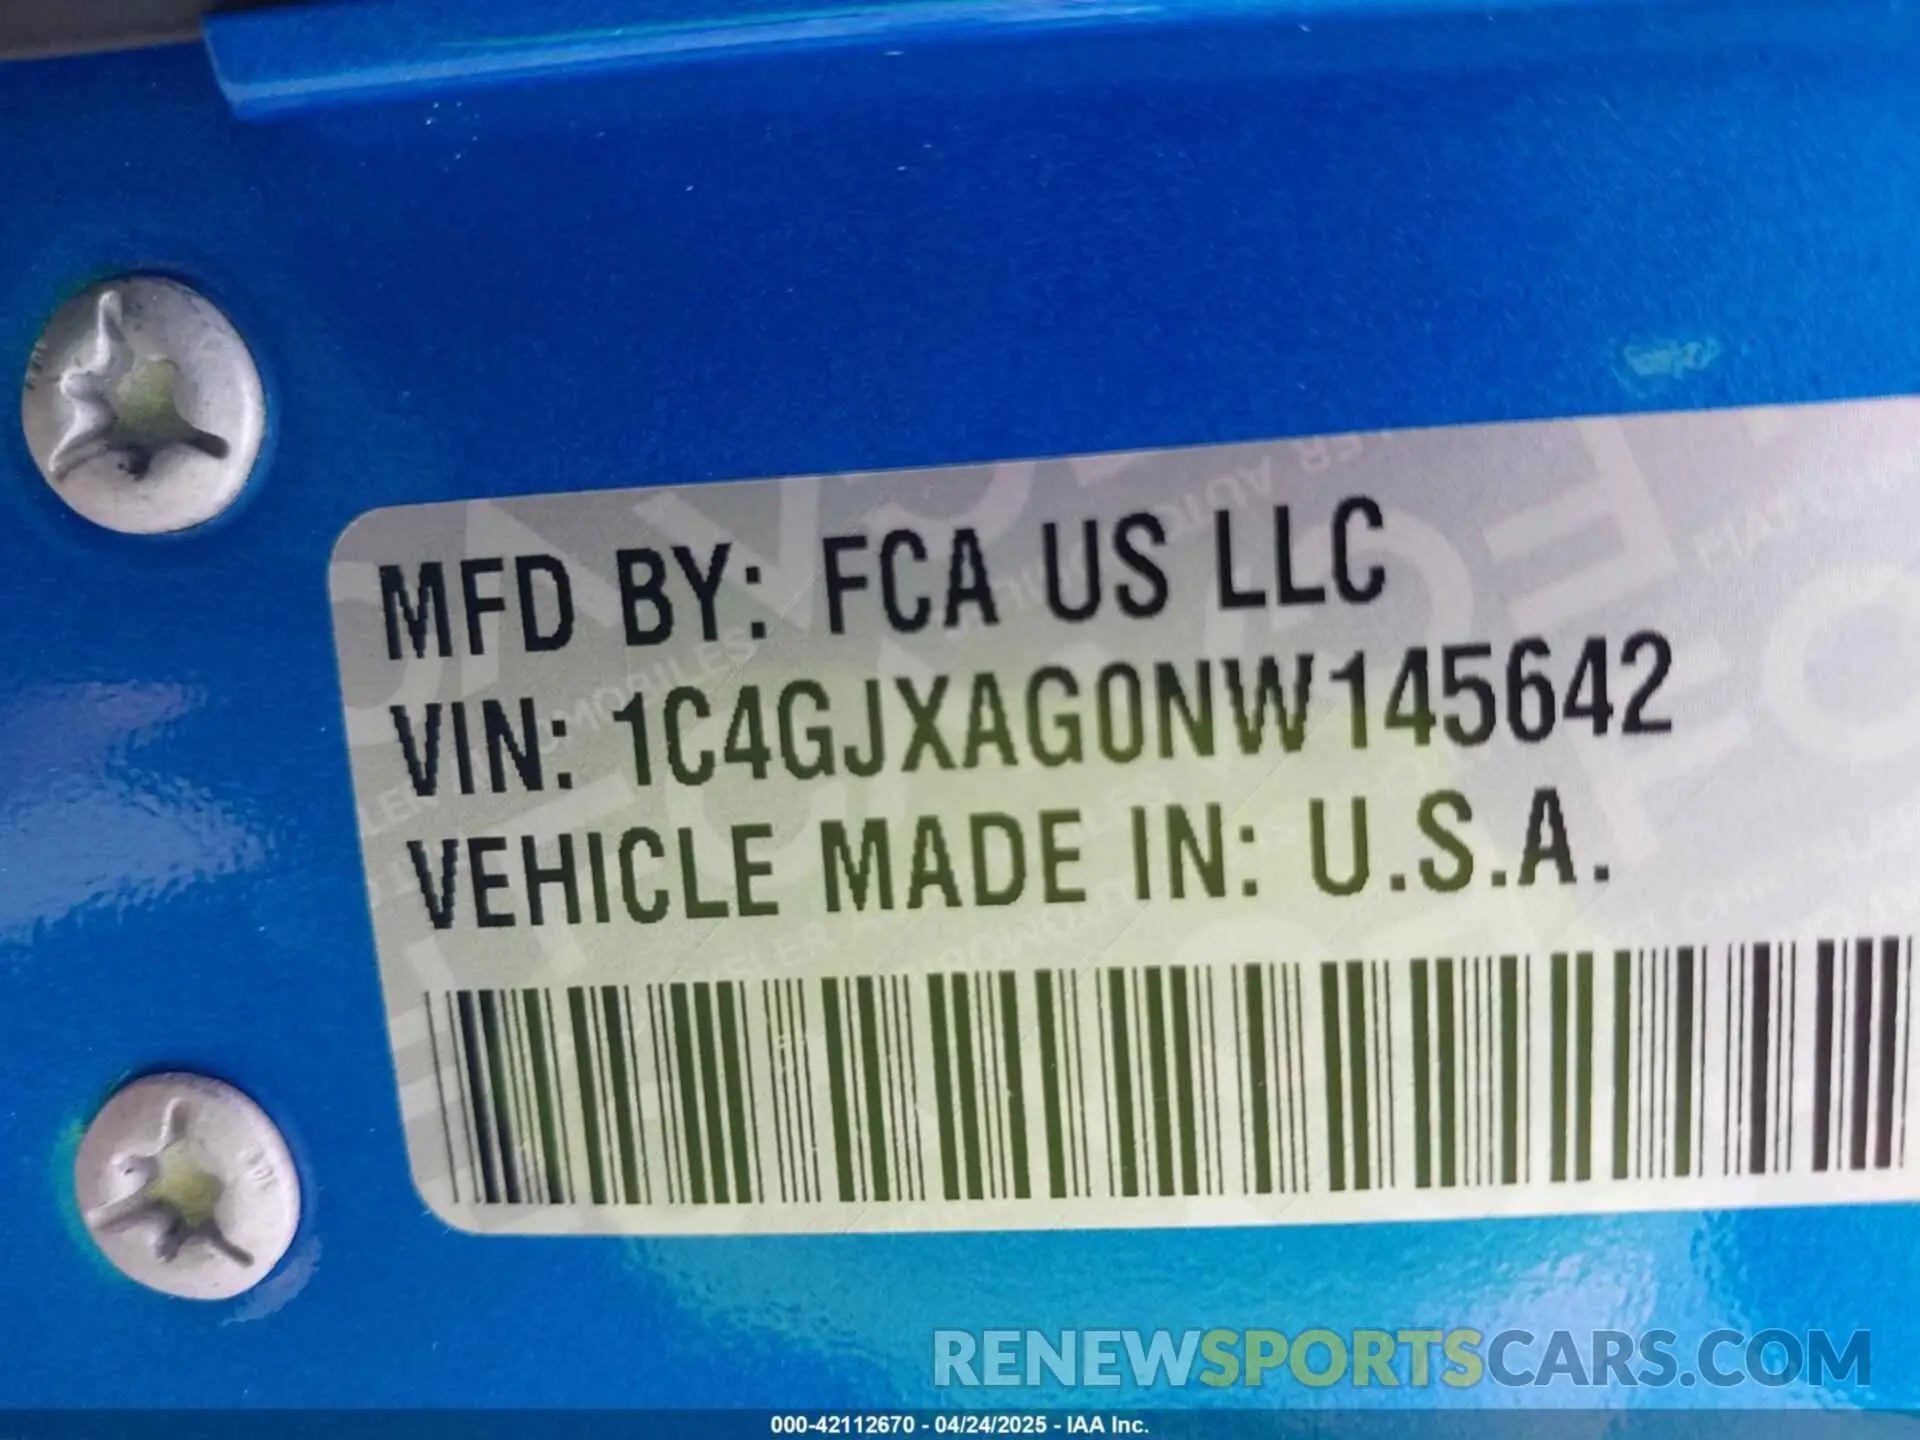 MFD BY: FCA US LLC
VIN: 1C4GJXAG0NW145642
VEHICLE MADE IN: U.S.A.
RENEWSPORTSCARS.COM
000-42112670 - 04/24/2025 - IAA Inc.